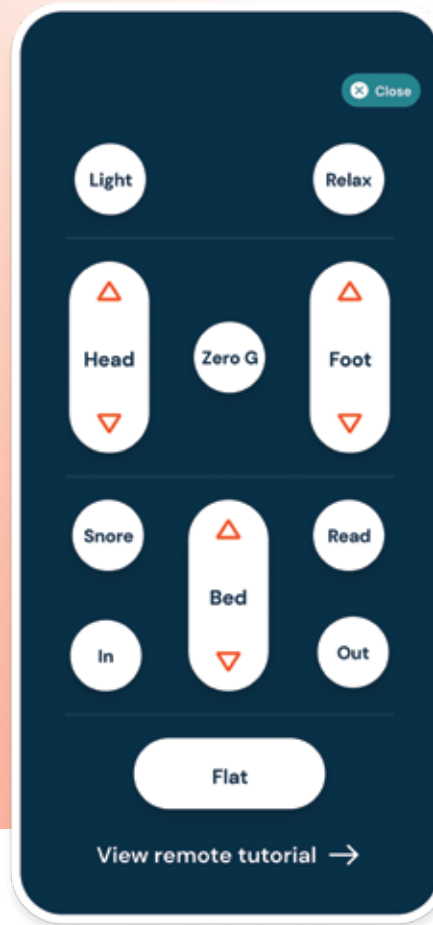 Close
Light
Relax
Head
Zero G
Foot
Snore
Bed
Read
In
Out
Flat
View remote tutorial